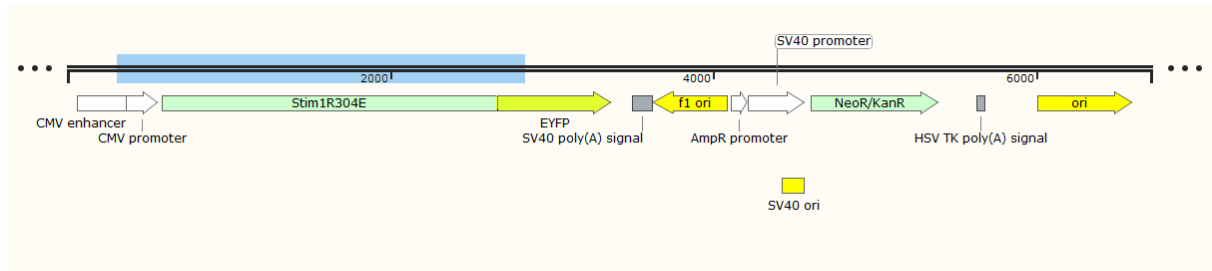 SV40 promoter
2000
4000
6000
Stim1R304E
f1 ori
NeoR/KanR
ori
CMV enhancer
EYFP
CMV promoter
SV40 poly(A) signal
AmpR promoter
HSV TK poly(A) signal
SV40 ori